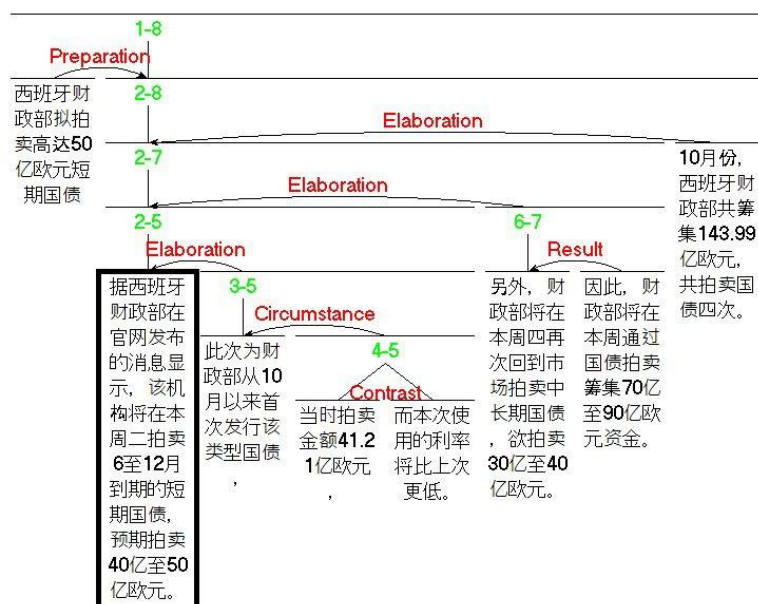 1-8
Preparation
西班牙财
政部拟拍
卖高达50
亿欧元短
期国债
2-8
Elaboration
2-7
10月份,
西班牙财
政部共筹
集143.99
亿欧元,
共拍卖国
债四次。
Elaboration
2-5
6-7
Elaboration
Result
据西班牙
财政部在
官网发布
的消息显
示, 该机
构将在本
周二拍卖
6至12月
到期的短
期国债,
预期拍卖
40亿至50
亿欧元。
3-5
Circumstance
此次为财
政部从10
月以来首
次发行该
类型国债
,
4-5
Contrast
当时拍卖
金额41.2
1亿欧元
,
而本次使
用的利率
将比上次
更低。
另外, 财
政部将在
本周四再
次回到市
场拍卖中
长期国债
, 欲拍卖
30亿至40
亿欧元。
因此, 财
政部将在
本周通过
国债拍卖
筹集70亿
至90亿欧
元资金。